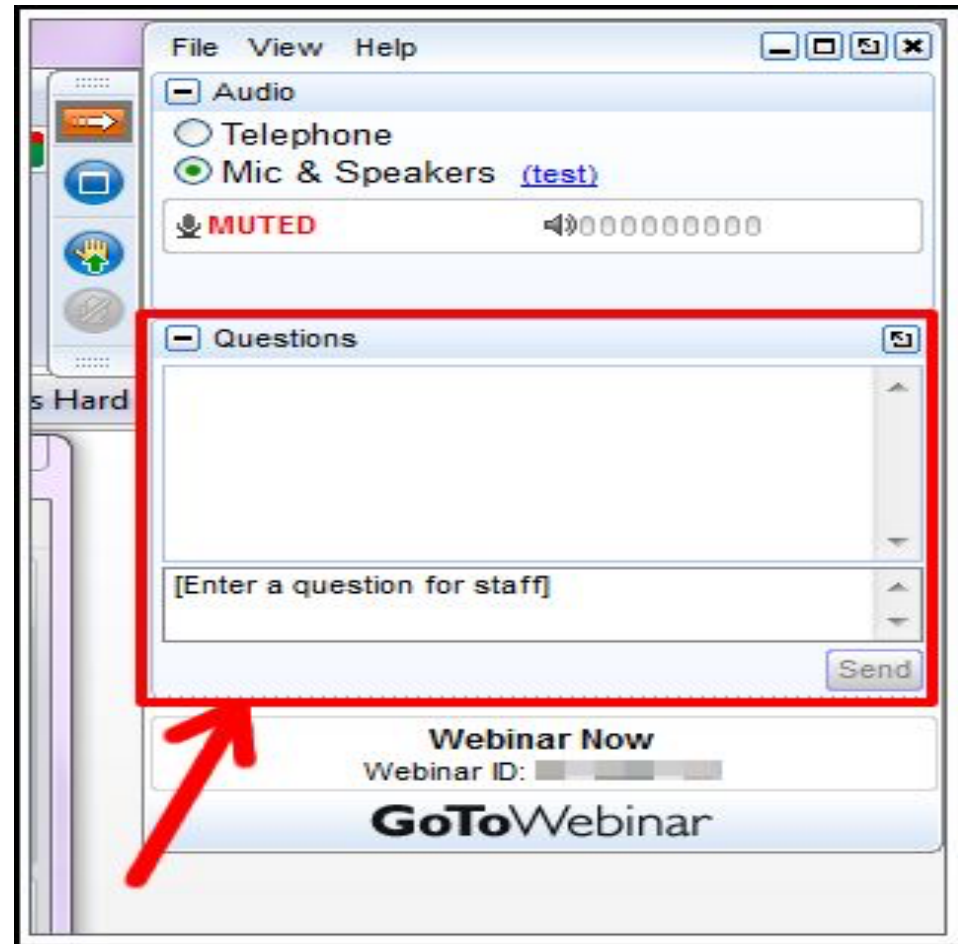 File View Help
Audio
Telephone
Mic & Speakers (test)
MUTED
Questions
s Hard
[Enter a question for staff]
Send
Webinar Now
Webinar ID:
GoToWebinar